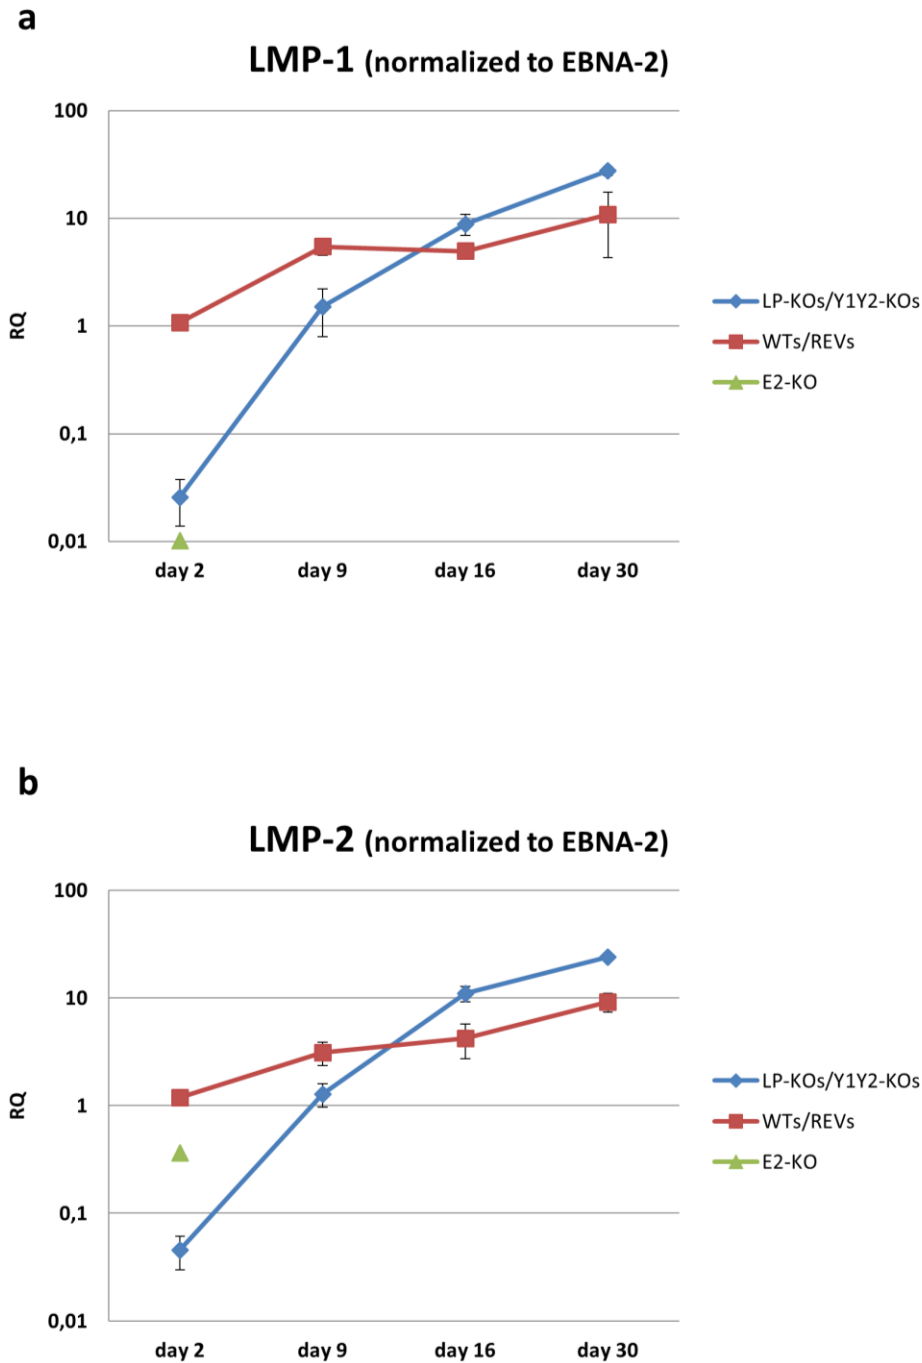 a
LMP-1 (normalized to EBNA-2)
100
10
1
0,1
0,01
RQ
day 2 day 9 day 16 day 30
LP-KOs/Y1Y2-KOs
WTs/REVs
E2-KO
b
LMP-2 (normalized to EBNA-2)
100
10
1
0,1
0,01
RQ
day 2 day 9 day 16 day 30
LP-KOs/Y1Y2-KOs
WTs/REVs
E2-KO